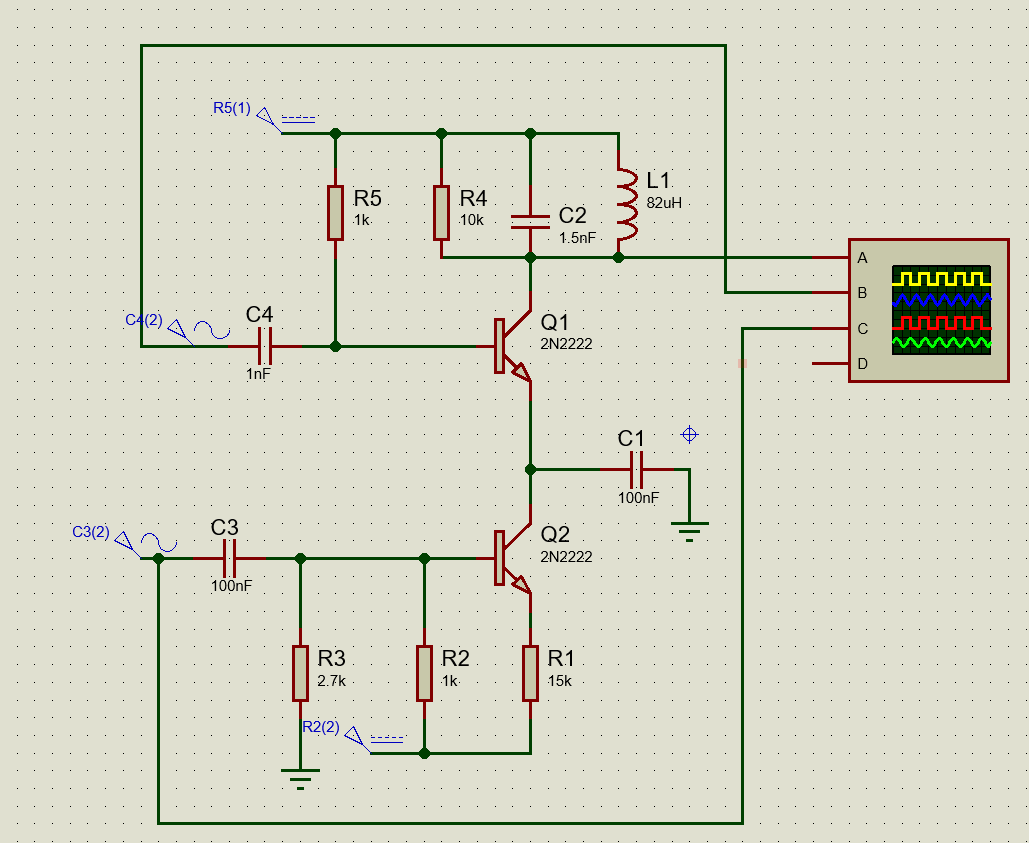 R5(1)
R5
1k
R4
10k
C2
1.5nF
L1
82uH
A
B
C
D
C4(2)
C4
1nF
Q1
2N2222
C1
100nF
C3(2)
C3
100nF
Q2
2N2222
R3
2.7k
R2
1k
R1
15k
R2(2)